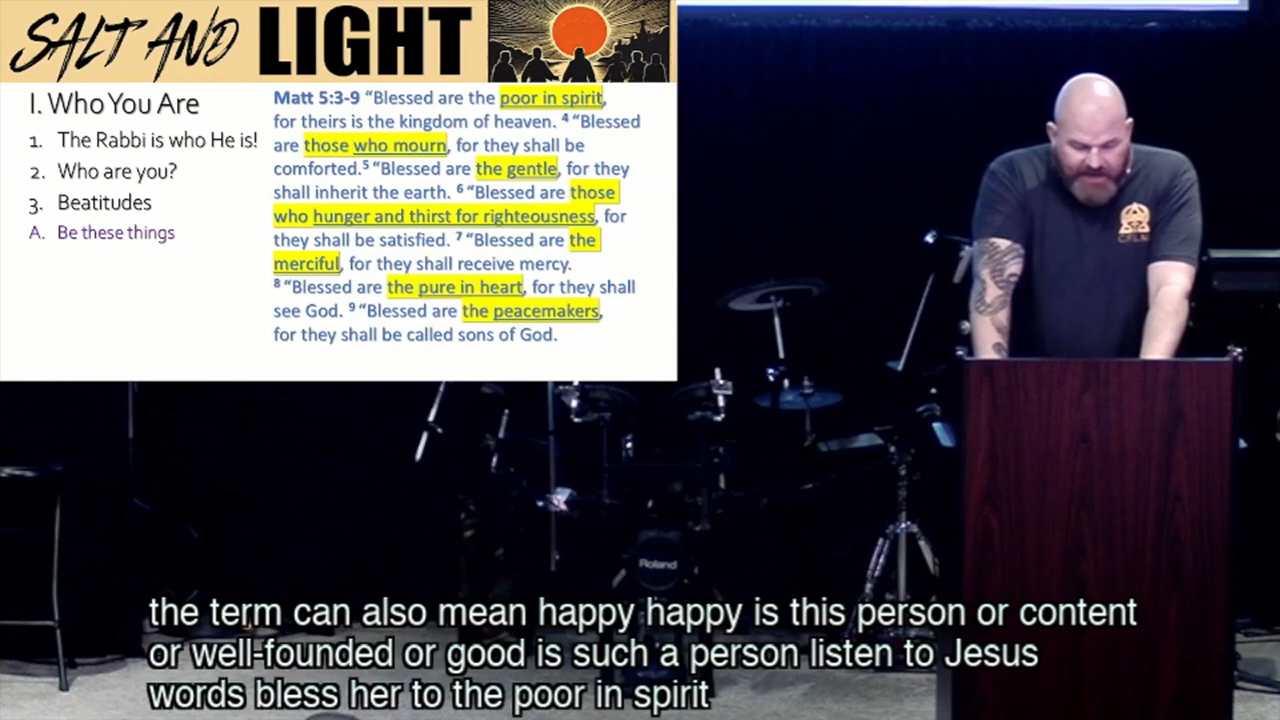 SALT AND LIGHT
I. Who You Are
1. The Rabbi is who He is!
2. Who are you?
3. Beatitudes
A. Be these things
Matt 5:3-9 “Blessed are the poor in spirit,
for theirs is the kingdom of heaven. ⁴ “Blessed
are those who mourn, for they shall be
comforted.⁵ “Blessed are the gentle, for they
shall inherit the earth. ⁶ “Blessed are those
who hunger and thirst for righteousness, for
they shall be satisfied. ⁷ “Blessed are the
merciful, for they shall receive mercy.
⁸ “Blessed are the pure in heart, for they shall
see God. ⁹ “Blessed are the peacemakers,
for they shall be called sons of God.
Roland
the term can also mean happy happy is this person or content
or well-founded or good is such a person listen to Jesus
words bless her to the poor in spirit